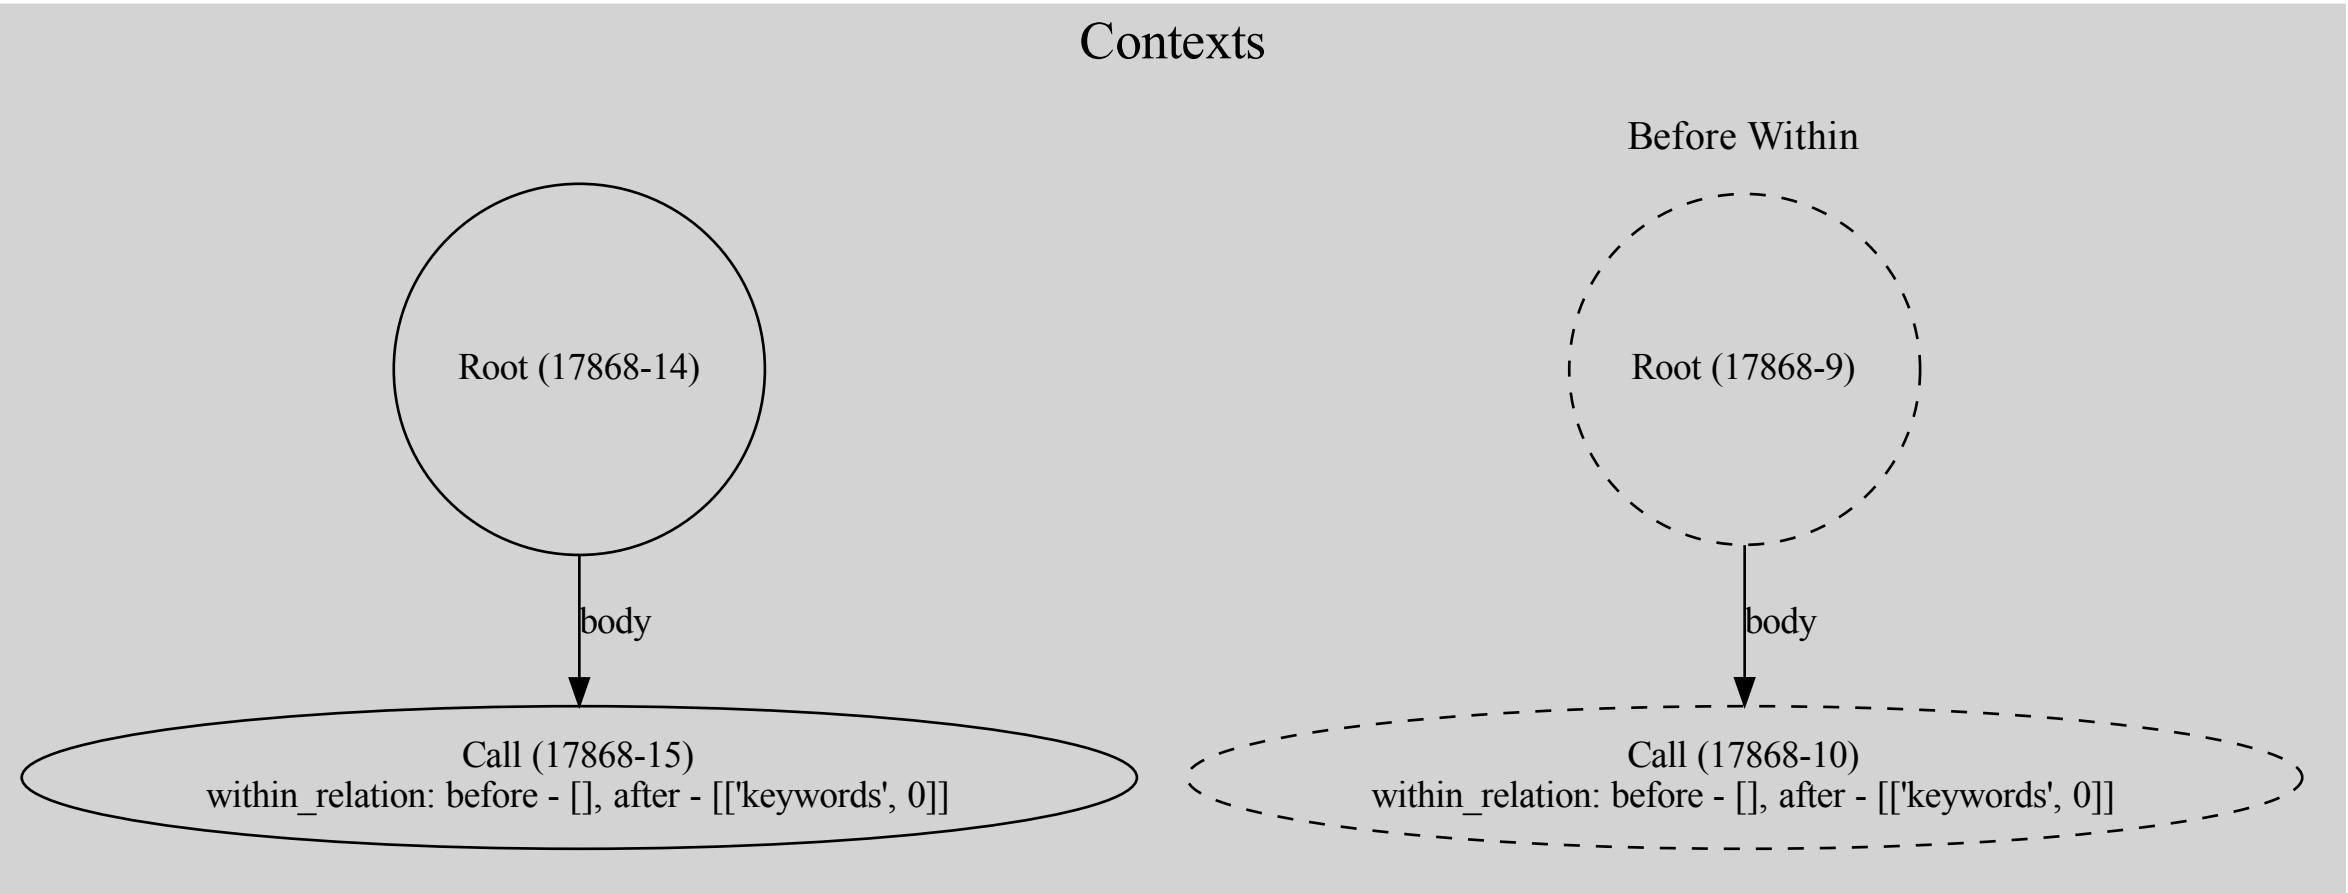 Contexts
Before Within
Root (17868-14)
Root (17868-9)
body
body
Call (17868-15)
within_relation: before - [], after - [['keywords', 0]]
Call (17868-10)
within_relation: before - [], after - [['keywords', 0]]